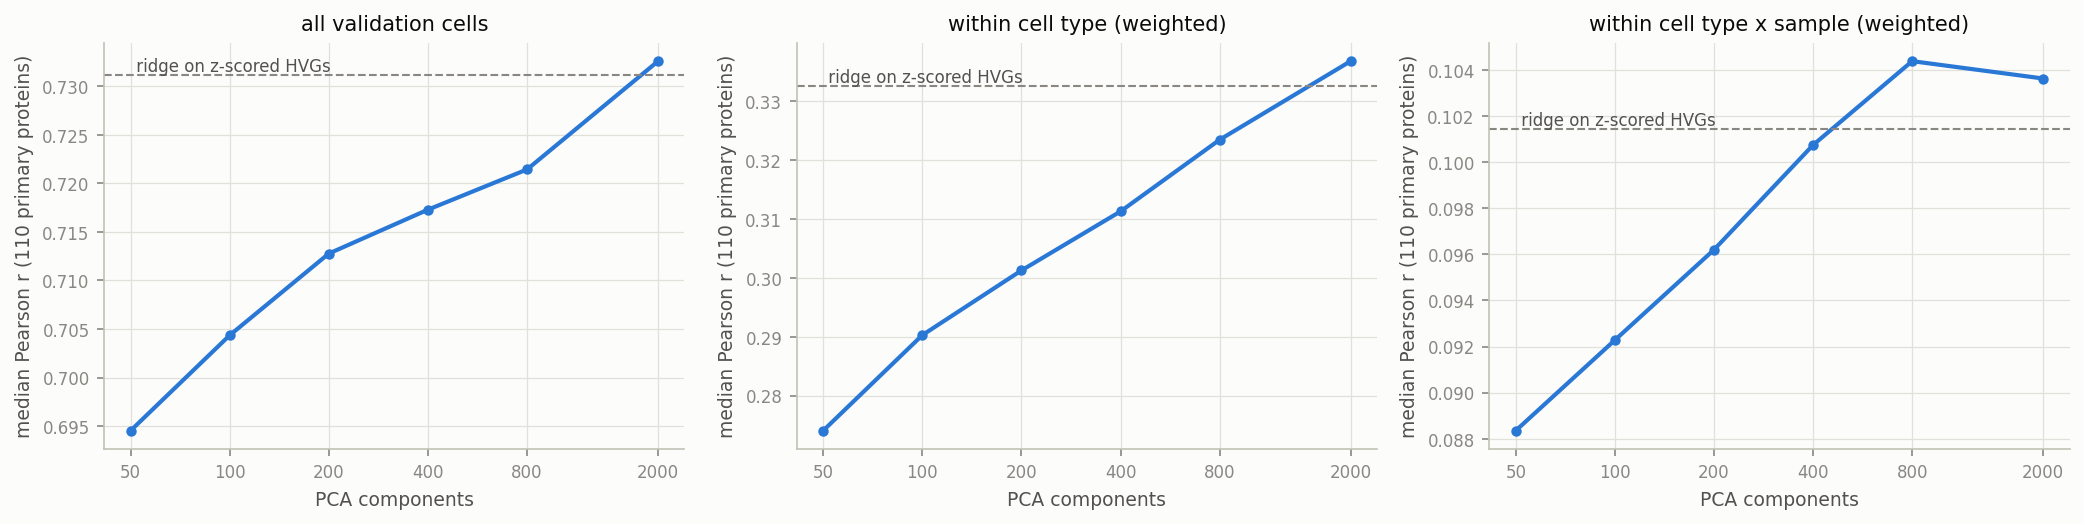 all validation cells
median Pearson r (110 primary proteins)
0.730
0.725
0.720
0.715
0.710
0.705
0.700
0.695
ridge on z-scored HVGs
50 100 200 400 800 2000
PCA components
within cell type (weighted)
median Pearson r (110 primary proteins)
0.33
0.32
0.31
0.30
0.29
0.28
ridge on z-scored HVGs
50 100 200 400 800 2000
PCA components
within cell type x sample (weighted)
median Pearson r (110 primary proteins)
0.104
0.102
0.100
0.098
0.096
0.094
0.092
0.090
0.088
ridge on z-scored HVGs
50 100 200 400 800 2000
PCA components